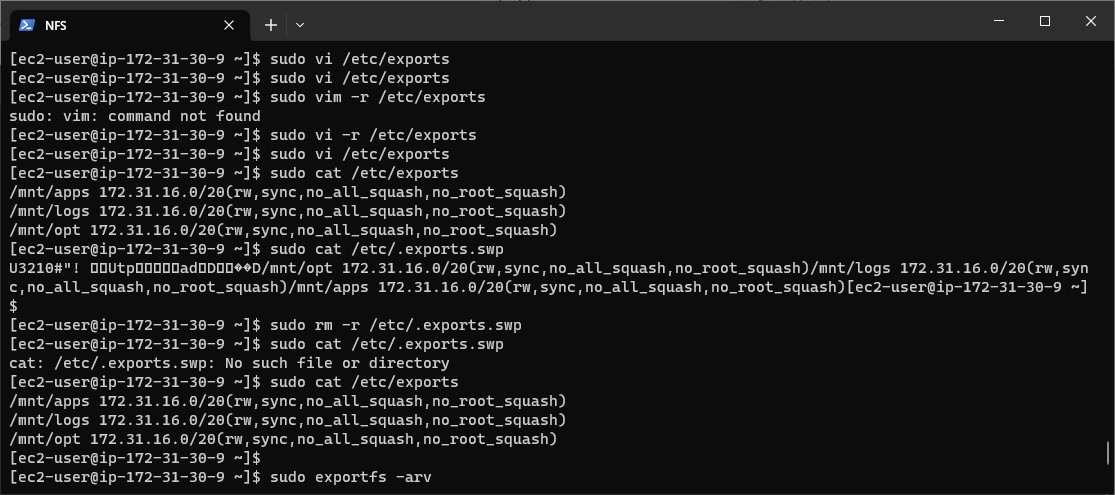 NFS
[ec2-user@ip-172-31-30-9 ~]$ sudo vi /etc/exports
[ec2-user@ip-172-31-30-9 ~]$ sudo vi /etc/exports
[ec2-user@ip-172-31-30-9 ~]$ sudo vim -r /etc/exports
sudo: vim: command not found
[ec2-user@ip-172-31-30-9 ~]$ sudo vi -r /etc/exports
[ec2-user@ip-172-31-30-9 ~]$ sudo vi /etc/exports
[ec2-user@ip-172-31-30-9 ~]$ sudo cat /etc/exports
/mnt/apps 172.31.16.0/20(rw,sync,no_all_squash,no_root_squash)
/mnt/logs 172.31.16.0/20(rw,sync,no_all_squash,no_root_squash)
/mnt/opt 172.31.16.0/20(rw,sync,no_all_squash,no_root_squash)
[ec2-user@ip-172-31-30-9 ~]$ sudo cat /etc/.exports.swp
U3210#"! ▯▯Utp▯▯▯▯▯ad▯▯▯▯��D/mnt/opt 172.31.16.0/20(rw,sync,no_all_squash,no_root_squash)/mnt/logs 172.31.16.0/20(rw,syn
c,no_all_squash,no_root_squash)/mnt/apps 172.31.16.0/20(rw,sync,no_all_squash,no_root_squash)[ec2-user@ip-172-31-30-9 ~]
$
[ec2-user@ip-172-31-30-9 ~]$ sudo rm -r /etc/.exports.swp
[ec2-user@ip-172-31-30-9 ~]$ sudo cat /etc/.exports.swp
cat: /etc/.exports.swp: No such file or directory
[ec2-user@ip-172-31-30-9 ~]$ sudo cat /etc/exports
/mnt/apps 172.31.16.0/20(rw,sync,no_all_squash,no_root_squash)
/mnt/logs 172.31.16.0/20(rw,sync,no_all_squash,no_root_squash)
/mnt/opt 172.31.16.0/20(rw,sync,no_all_squash,no_root_squash)
[ec2-user@ip-172-31-30-9 ~]$
[ec2-user@ip-172-31-30-9 ~]$ sudo exportfs -arv